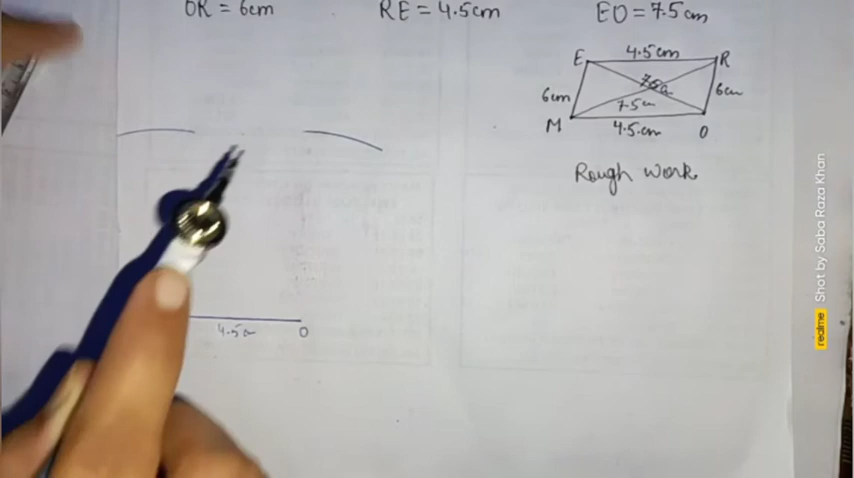 OR = 6cm RE = 4.5cm EO = 7.5cm
E 4.5cm R
6cm 6cm
7.5cm
M 4.5cm O
Rough work
4.5cm O
realme Shot by Saba Raza Khan